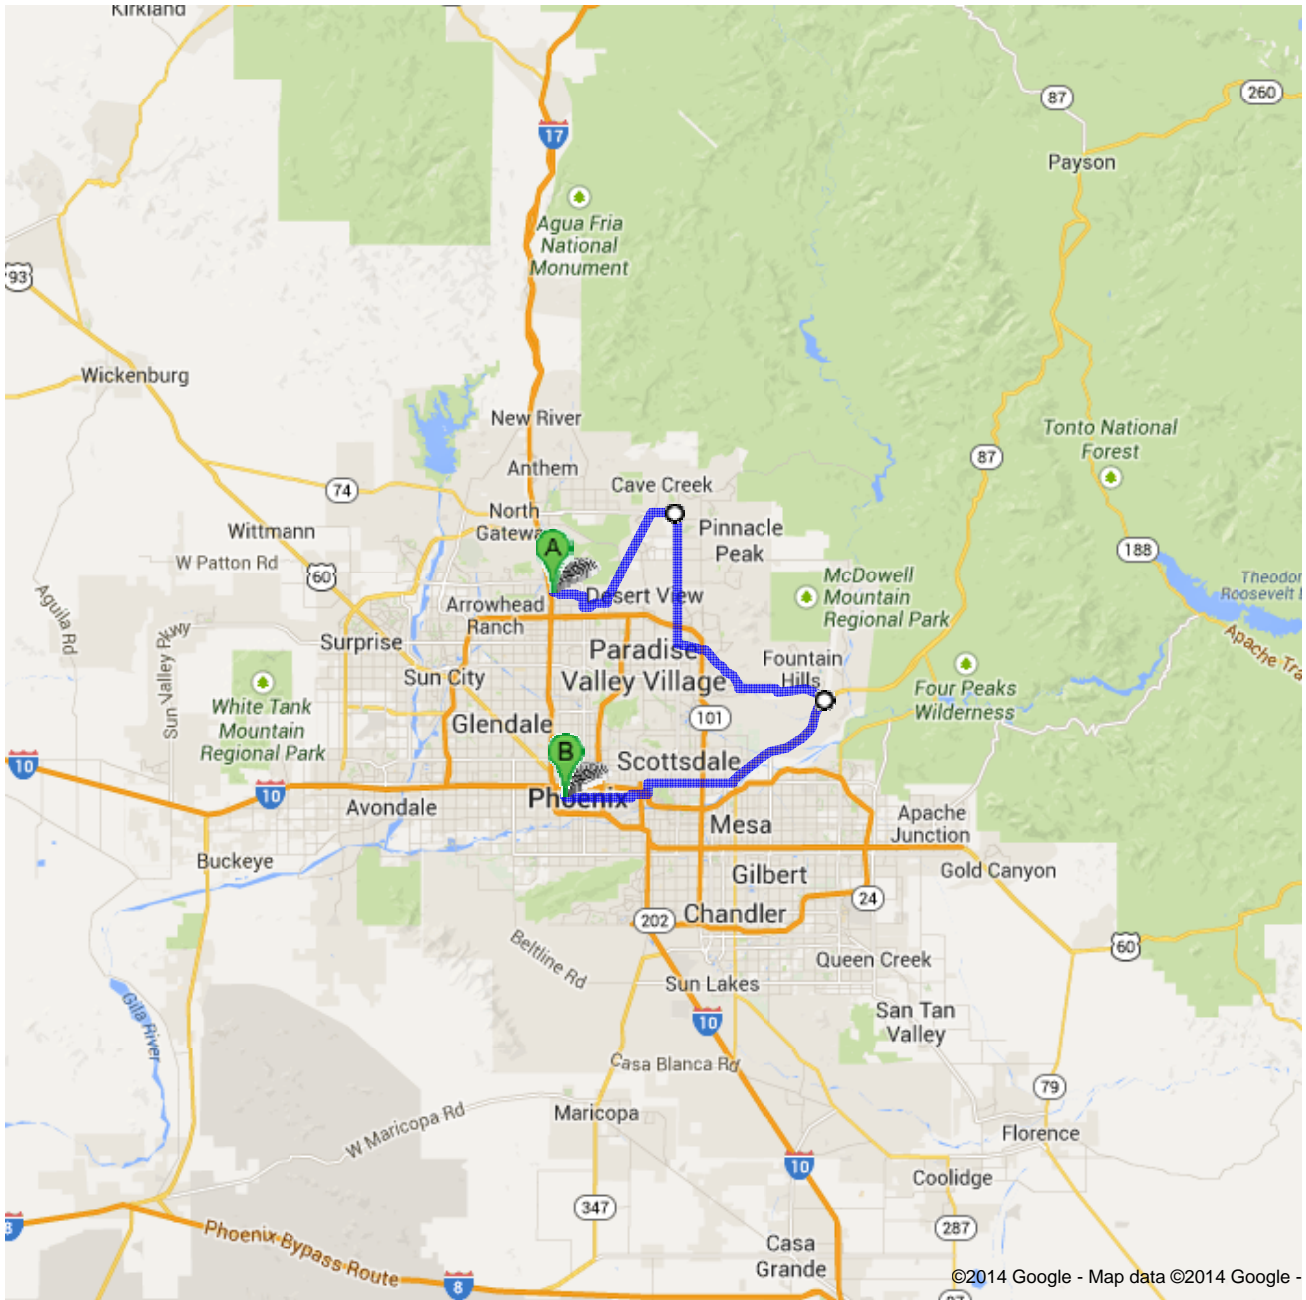 Kirkland
87
260
17
Payson
Agua Fria
National
Monument
93
Wickenburg
New River
Tonto National
Forest
87
Anthem
Cave Creek
74
North
Gatew
Wittmann
Pinnacle
Peak
W Patton Rd
A
188
60
McDowell
Mountain
Regional Park
Aguila Rd
Desert View
Arrowhead
Ranch
Surprise
Sun Valley Pkwy
Paradise
Valley Village
Fountain
Hills
Apache
Sun City
Four Peaks
Wilderness
White Tank
Mountain
Regional Park
Glendale
101
B
Scottsdale
10
10
Phoenix
Avondale
Mesa
Apache
Junction
Buckeye
Gilbert
Gold Canyon
24
202
Chandler
60
Beltline Rd
Queen Creek
Sun Lakes
Gila River
10
San Tan
Valley
Casa Blanca Rd
79
Maricopa
W Maricopa Rd
Florence
10
Coolidge
347
287
Phoenix Bypass Route
Casa
Grande
8
©2014 Google - Map data ©2014 Google -